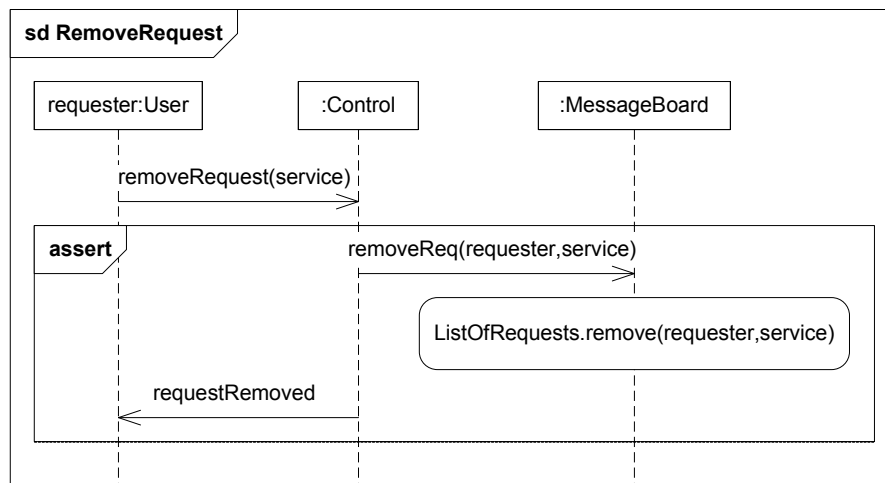 sd RemoveRequest
requester:User
:Control
:MessageBoard
removeRequest(service)
assert
removeReq(requester,service)
ListOfRequests.remove(requester,service)
requestRemoved